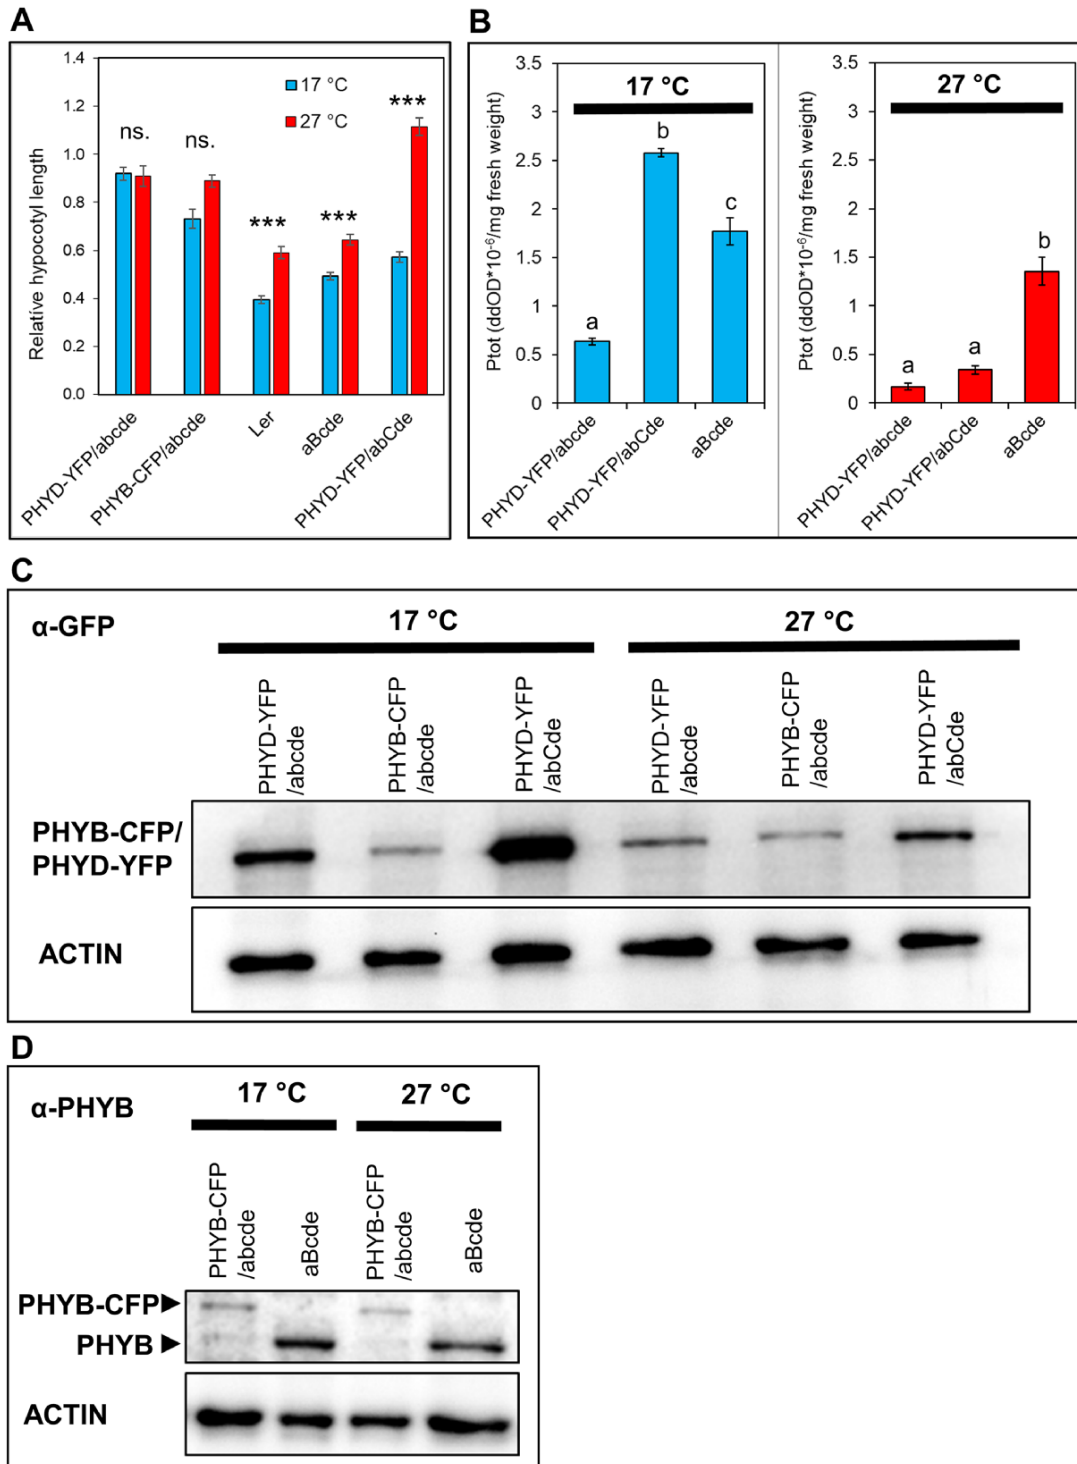 A
1.4
1.2
1.0
0.8
0.6
0.4
0.2
0.0
Relative hypocotyl length
17 °C
27 °C
ns.
ns.
***
***
***
PHYD-YFP/abcde
PHYB-CFP/abcde
Ler
aBcde
PHYD-YFP/abCde
B
3.5
3
2.5
2
1.5
1
0.5
0
Ptot (ddOD*10-6/mg fresh weight)
17 °C
a
b
c
PHYD-YFP/abcde
PHYD-YFP/abCde
aBcde
3.5
3
2.5
2
1.5
1
0.5
0
Ptot (ddOD*10-6/mg fresh weight)
27 °C
a
a
b
PHYD-YFP/abcde
PHYD-YFP/abCde
aBcde
C
α-GFP
17 °C
27 °C
PHYD-YFP
/abcde
PHYB-CFP
/abcde
PHYD-YFP
/abCde
PHYD-YFP
/abcde
PHYB-CFP
/abcde
PHYD-YFP
/abCde
PHYB-CFP/
PHYD-YFP
ACTIN
D
α-PHYB
17 °C
27 °C
PHYB-CFP
/abcde
aBcde
PHYB-CFP
/abcde
aBcde
PHYB-CFP
PHYB
ACTIN